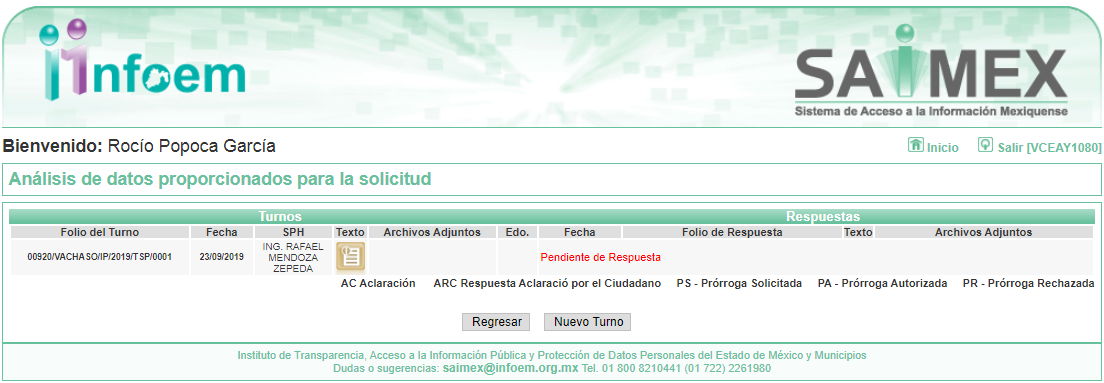 infoem
SAIMEX
Sistema de Acceso a la Información Mexiquense
Bienvenido: Rocío Popoca García
Inicio Salir [VCEAY1080]
Análisis de datos proporcionados para la solicitud
Turnos Respuestas
Folio del Turno Fecha SPH Texto Archivos Adjuntos Edo. Fecha Folio de Respuesta Texto Archivos Adjuntos
00920/VACHASO/IP/2019/TSP/0001 23/09/2019 ING. RAFAEL MENDOZA ZEPEDA Pendiente de Respuesta
AC Aclaración ARC Respuesta Aclaració por el Ciudadano PS - Prórroga Solicitada PA - Prórroga Autorizada PR - Prórroga Rechazada
Regresar Nuevo Turno
Instituto de Transparencia, Acceso a la Información Pública y Protección de Datos Personales del Estado de México y Municipios
Dudas o sugerencias: saimex@infoem.org.mx Tel. 01 800 8210441 (01 722) 2261980